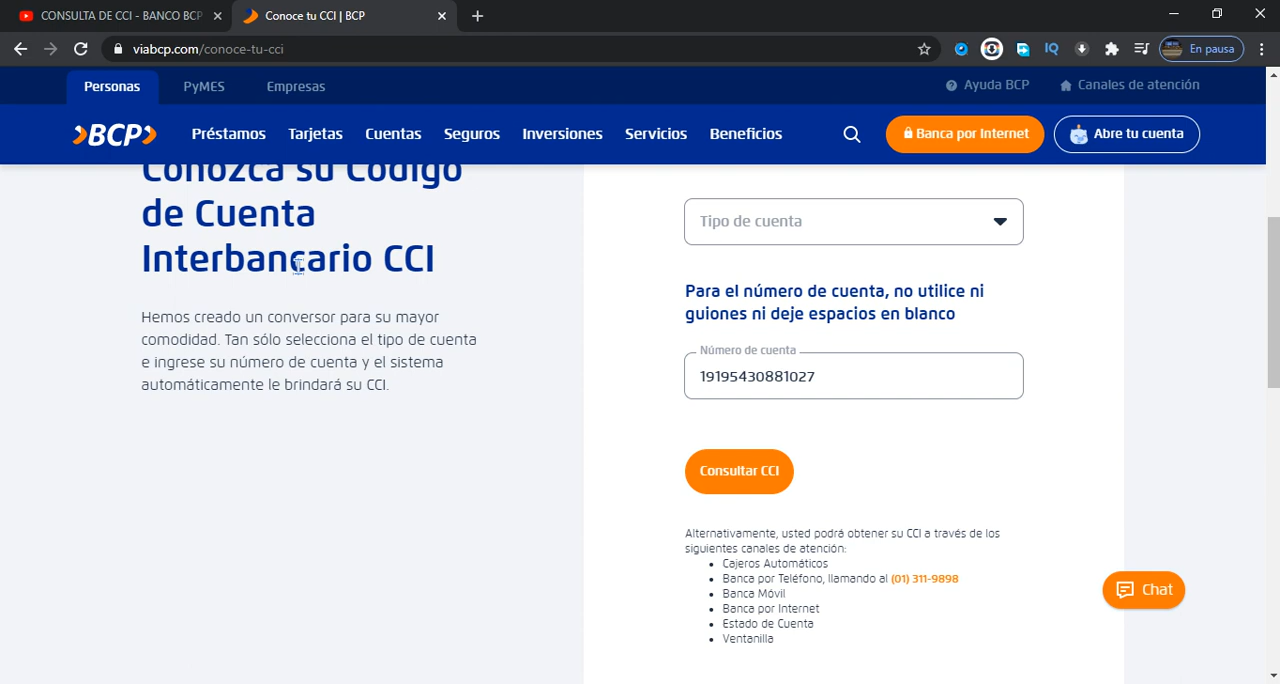 CONSULTA DE CCI - BANCO BCP
Conoce tu CCI | BCP
viabcp.com/conoce-tu-cci
IQ
En pausa
Personas
PyMES
Empresas
Ayuda BCP
Canales de atención
BCP
Préstamos
Tarjetas
Cuentas
Seguros
Inversiones
Servicios
Beneficios
Banca por Internet
Abre tu cuenta
Conozca su Código
de Cuenta
Interbancario CCI
Hemos creado un conversor para su mayor
comodidad. Tan sólo selecciona el tipo de cuenta
e ingrese su número de cuenta y el sistema
automáticamente le brindará su CCI.
Tipo de cuenta
Para el número de cuenta, no utilice ni
guiones ni deje espacios en blanco
Número de cuenta
19195430881027
Consultar CCI
Alternativamente, usted podrá obtener su CCI a través de los
siguientes canales de atención:
Cajeros Automáticos
Banca por Teléfono, llamando al (01) 311-9898
Banca Móvil
Banca por Internet
Estado de Cuenta
Ventanilla
Chat